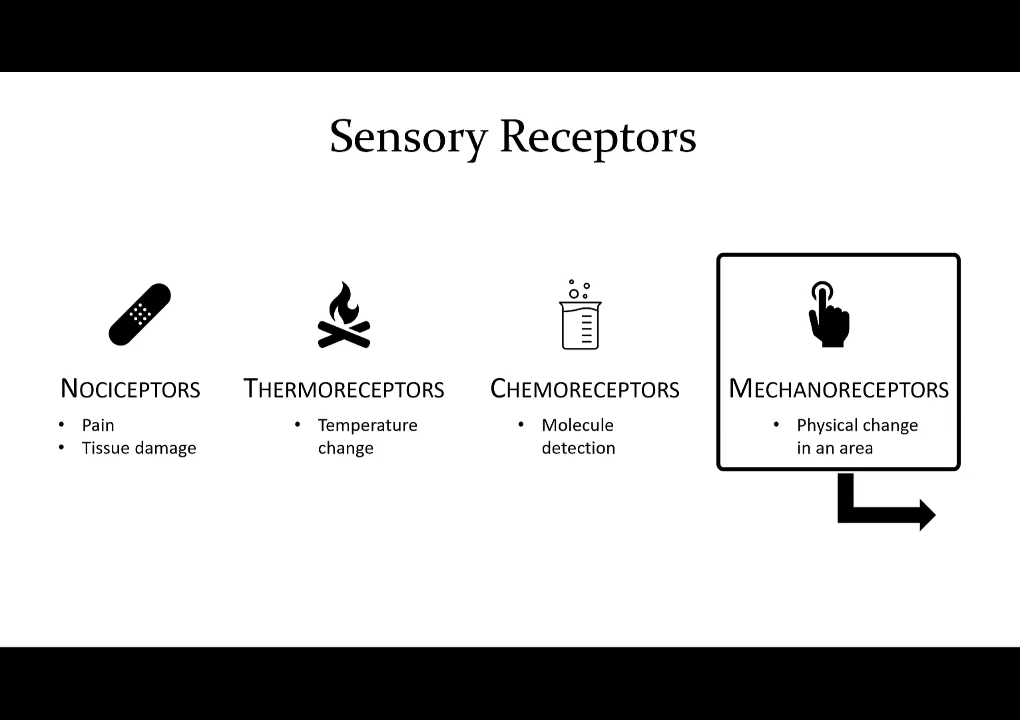 Sensory Receptors
NOCICEPTORS
• Pain
• Tissue damage
THERMORECEPTORS
• Temperature
change
CHEMORECEPTORS
• Molecule
detection
MECHANORECEPTORS
• Physical change
in an area